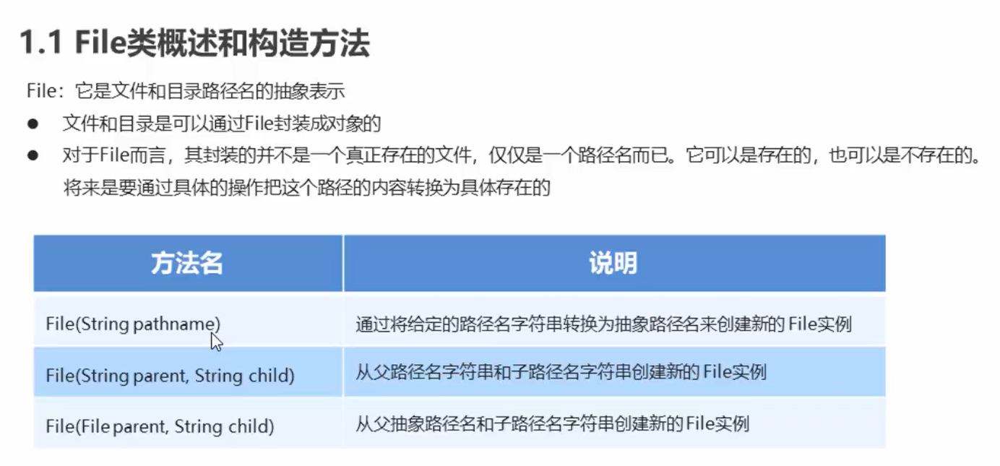 1.1 File类概述和构造方法
File：它是文件和目录路径名的抽象表示
● 文件和目录是可以通过File封装成对象的
● 对于File而言，其封装的并不是一个真正存在的文件，仅仅是一个路径名而已。它可以是存在的，也可以是不存在的。
将来是要通过具体的操作把这个路径的内容转换为具体存在的
方法名 说明
File(String pathname) 通过将给定的路径名字符串转换为抽象路径名来创建新的 File实例
File(String parent, String child) 从父路径名字符串和子路径名字符串创建新的 File实例
File(File parent, String child) 从父抽象路径名和子路径名字符串创建新的 File实例